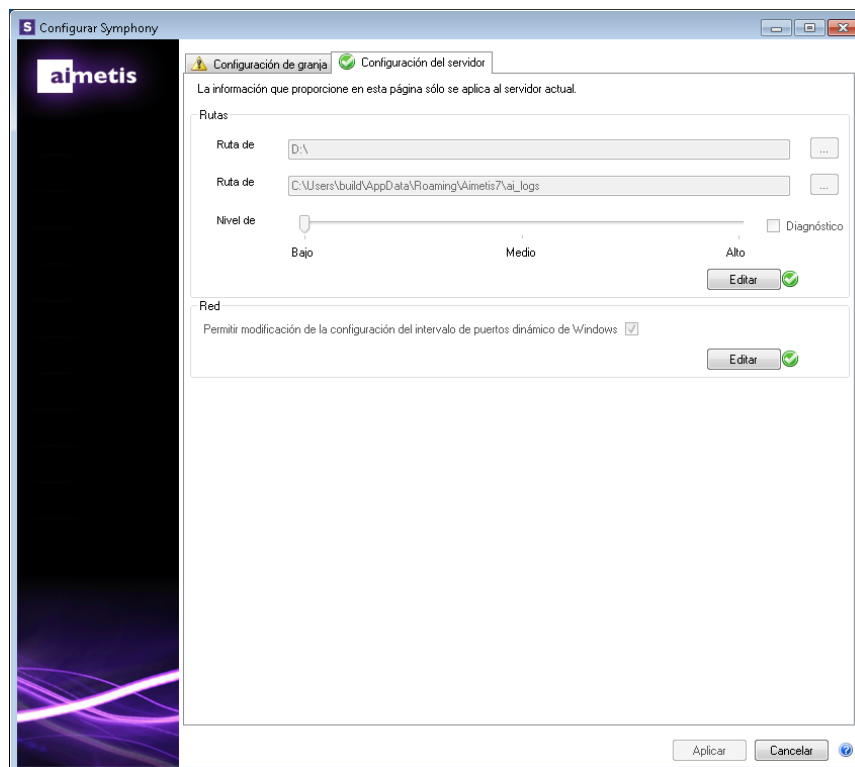 S Configurar Symphony
aimetis
Configuración de granja
Configuración del servidor
La información que proporcione en esta página sólo se aplica al servidor actual.
Rutas
Ruta de
D:\
...
Ruta de
C:\Users\build\AppData\Roaming\Aimetis7\ai_logs
...
Nivel de
Diagnóstico
Bajo
Medio
Alto
Editar
Red
Permitir modificación de la configuración del intervalo de puertos dinámico de Windows
Editar
Aplicar
Cancelar
?